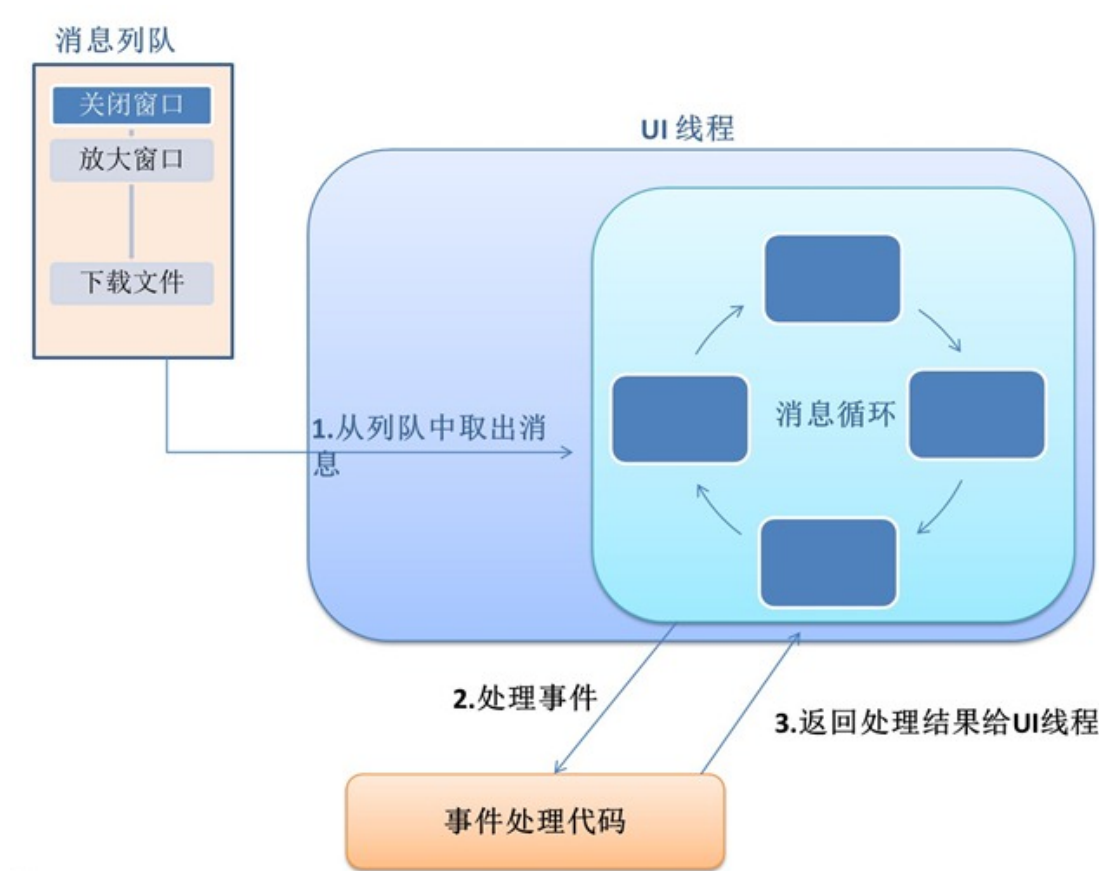 消息列队
关闭窗口
放大窗口
下载文件
UI 线程
1.从列队中取出消
息
消息循环
2.处理事件
3.返回处理结果给UI线程
事件处理代码